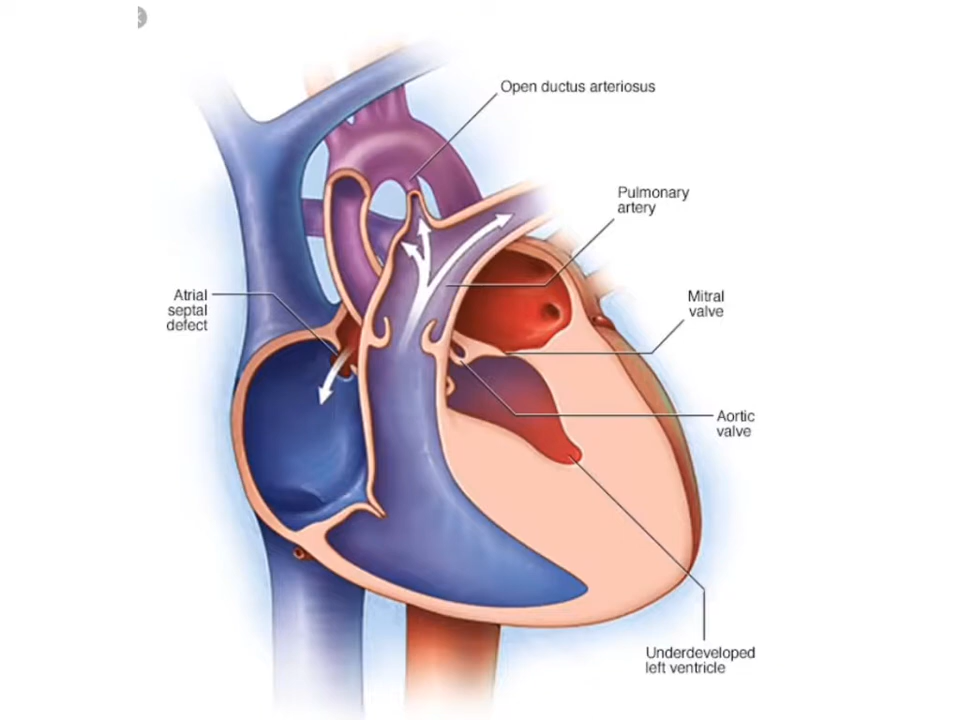 Open ductus arteriosus
Pulmonary
artery
Atrial
septal
defect
Mitral
valve
Aortic
valve
Underdeveloped
left ventricle